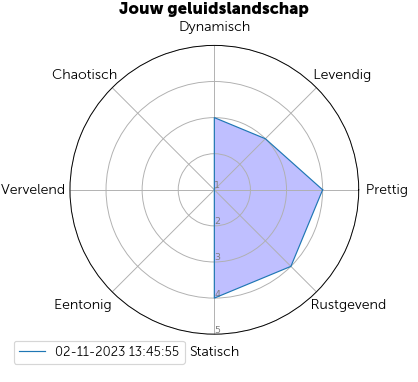 Jouw geluidslandschap
Dynamisch
Chaotisch
Levendig
Vervelend
1
Prettig
2
3
4
Eentonig
Rustgevend
5
02-11-2023 13:45:55
Statisch